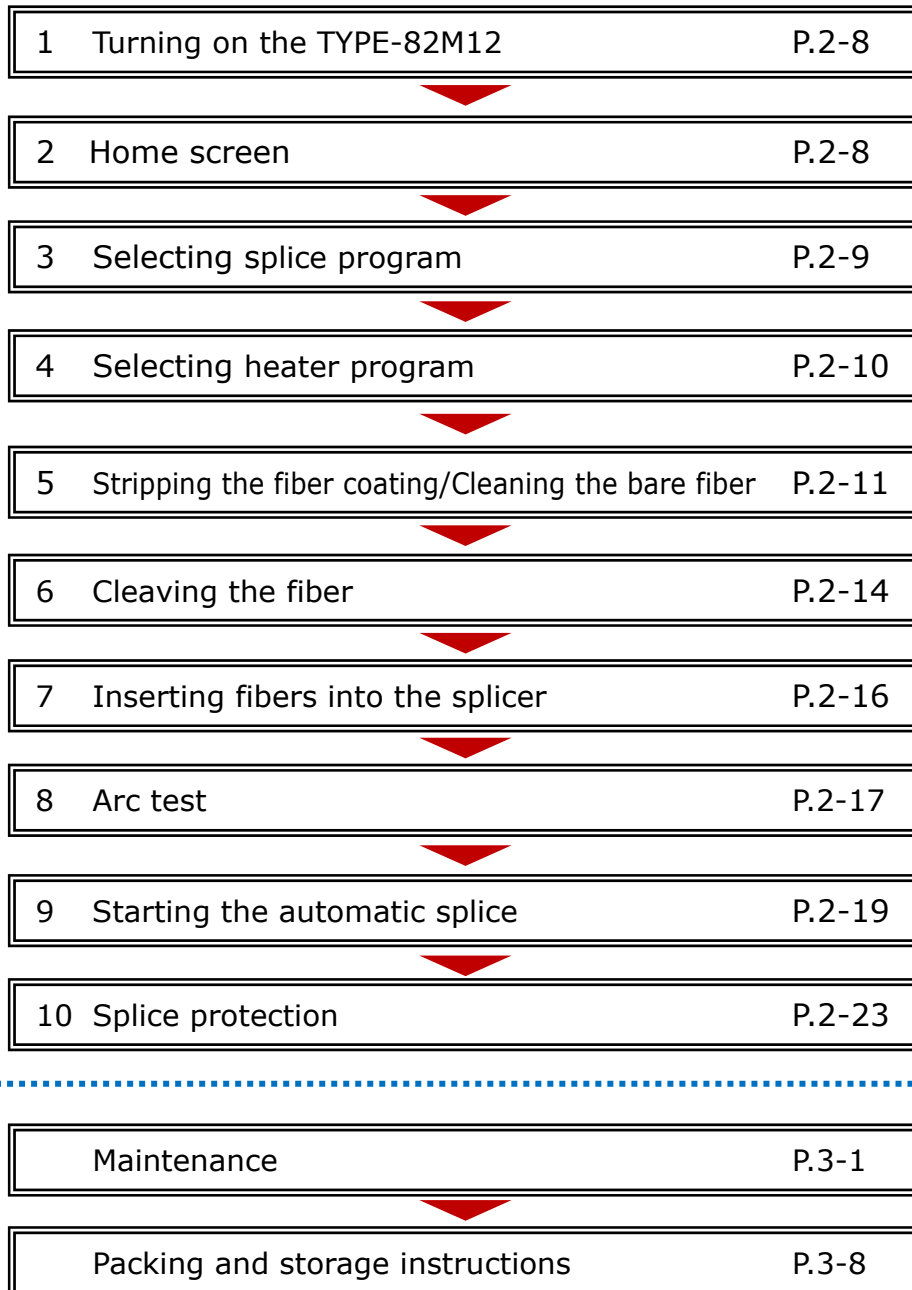 1 Turning on the TYPE-82M12 P.2-8
2 Home screen P.2-8
3 Selecting splice program P.2-9
4 Selecting heater program P.2-10
5 Stripping the fiber coating/Cleaning the bare fiber P.2-11
6 Cleaving the fiber P.2-14
7 Inserting fibers into the splicer P.2-16
8 Arc test P.2-17
9 Starting the automatic splice P.2-19
10 Splice protection P.2-23
Maintenance P.3-1
Packing and storage instructions P.3-8